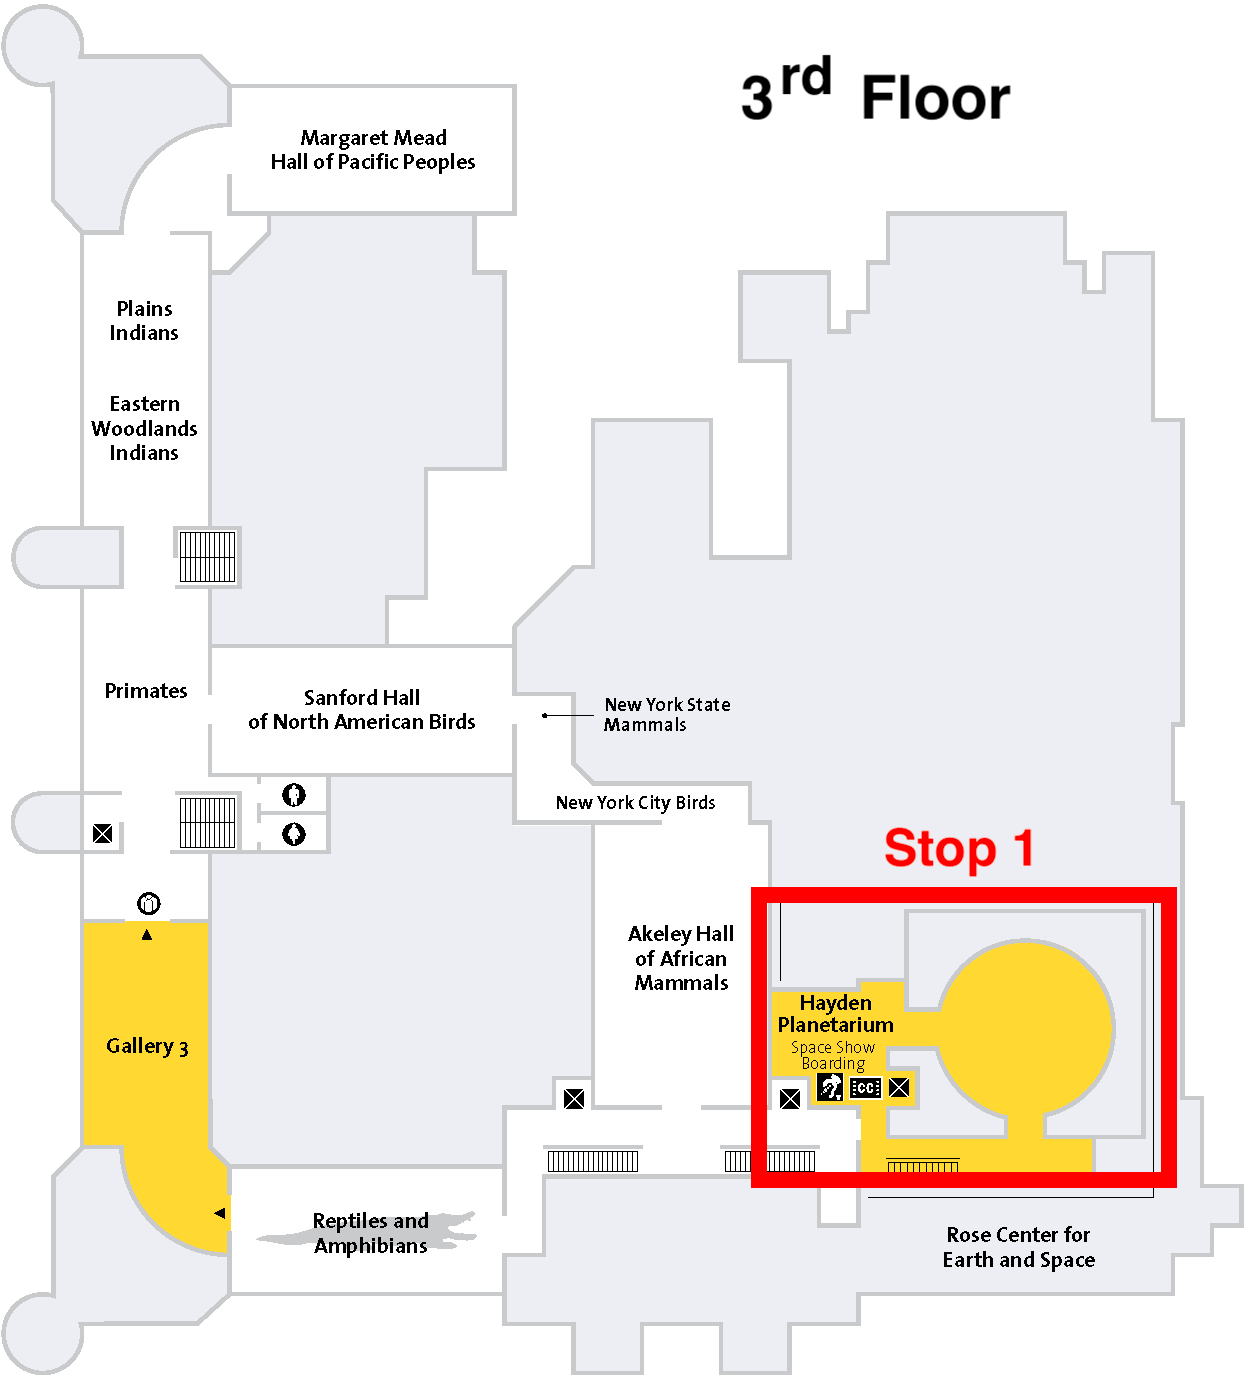 3rd Floor
Margaret Mead
Hall of Pacific Peoples
Plains
Indians
Eastern
Woodlands
Indians
Primates
Sanford Hall
of North American Birds
New York State
Mammals
New York City Birds
Stop 1
Akeley Hall
of African
Mammals
Hayden
Planetarium
Space Show
Boarding
CC
Gallery 3
Reptiles and
Amphibians
Rose Center for
Earth and Space